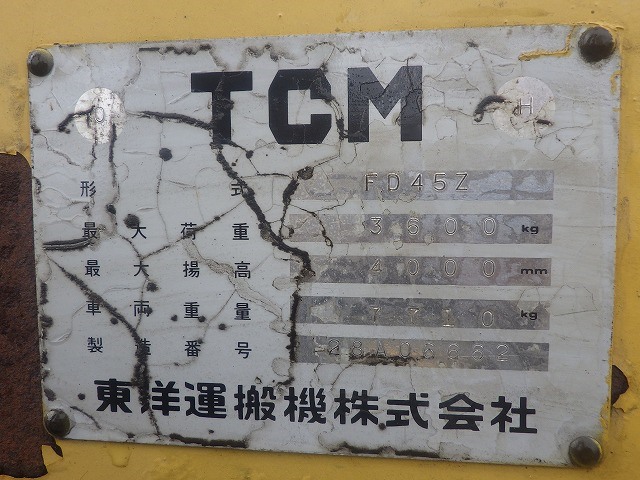 TCM
O H
形式 FD45Z
最大荷重 3600 kg
最大揚高 4000 mm
車両重量 7710 kg
製造番号
東洋運搬機株式会社